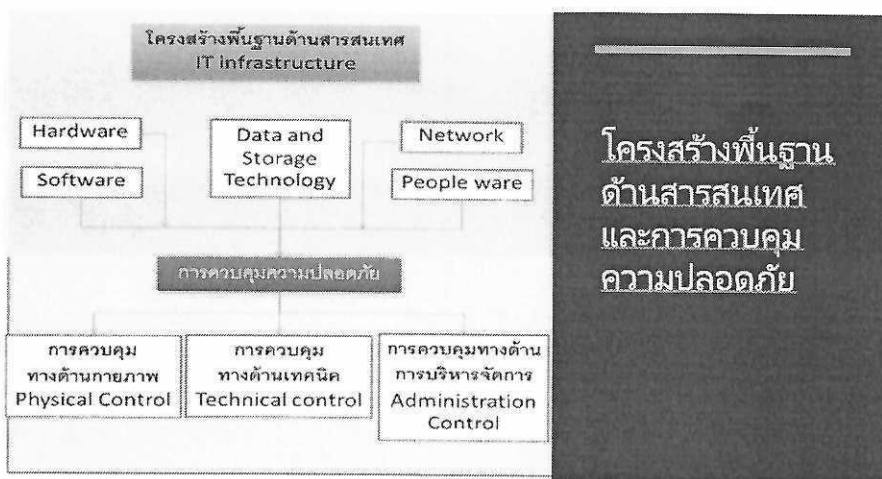 โครงสร้างพื้นฐานด้านสารสนเทศ
IT infrastructure
Hardware
Software
Data and
Storage
Technology
Network
People ware
การควบคุมความปลอดภัย
การควบคุม
ทางด้านกายภาพ
Physical Control
การควบคุม
ทางด้านเทคนิค
Technical control
การควบคุมทางด้าน
การบริหารจัดการ
Administration
Control
โครงสร้างพื้นฐาน
ด้านสารสนเทศ
และการควบคุม
ความปลอดภัย